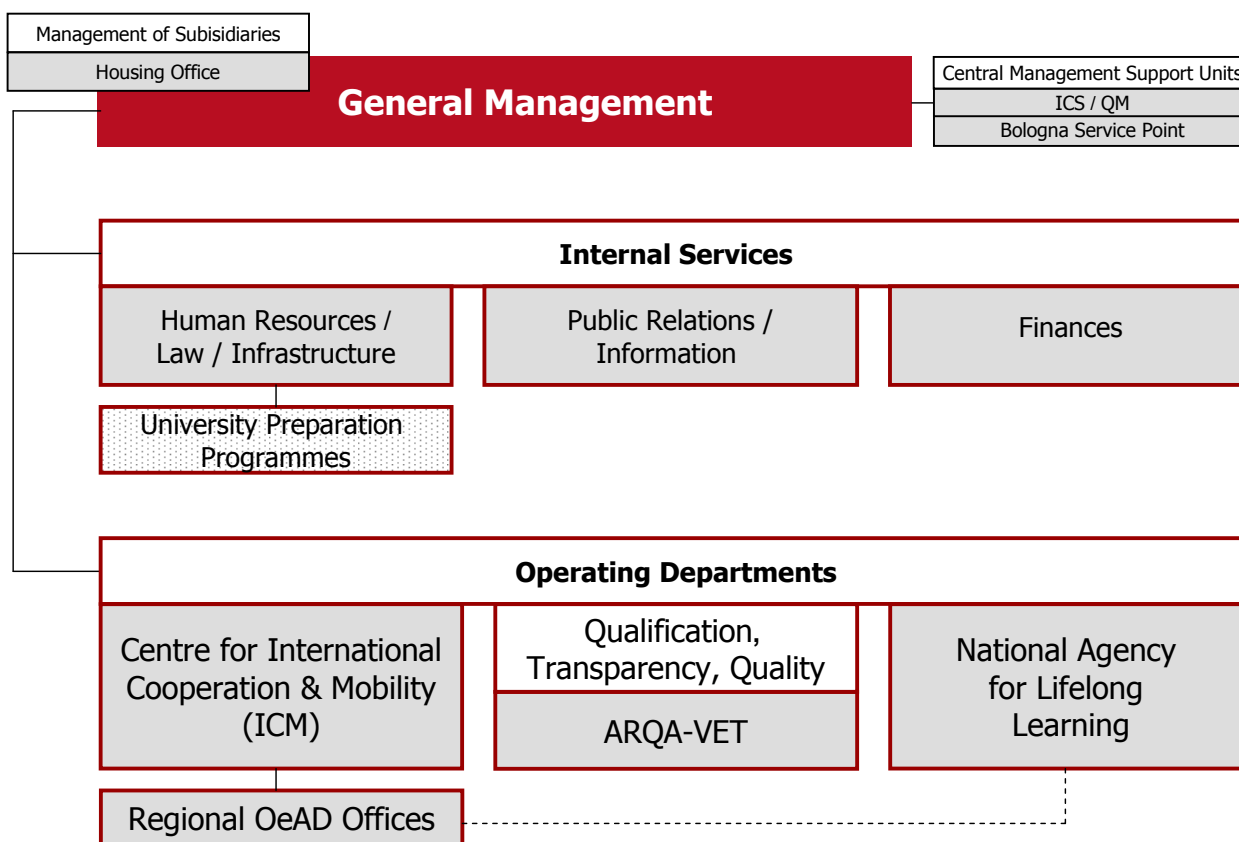 Management of Subisidiaries
Housing Office
General Management
Central Management Support Units
ICS / QM
Bologna Service Point
Internal Services
Human Resources /
Law / Infrastructure
Public Relations /
Information
Finances
University Preparation
Programmes
Operating Departments
Centre for International
Cooperation & Mobility
(ICM)
Qualification,
Transparency, Quality
ARQA-VET
National Agency
for Lifelong
Learning
Regional OeAD Offices